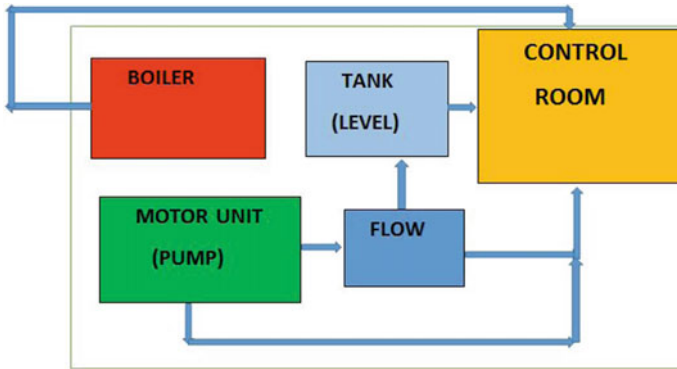 BOILER
TANK
(LEVEL)
CONTROL
ROOM
MOTOR UNIT
(PUMP)
FLOW